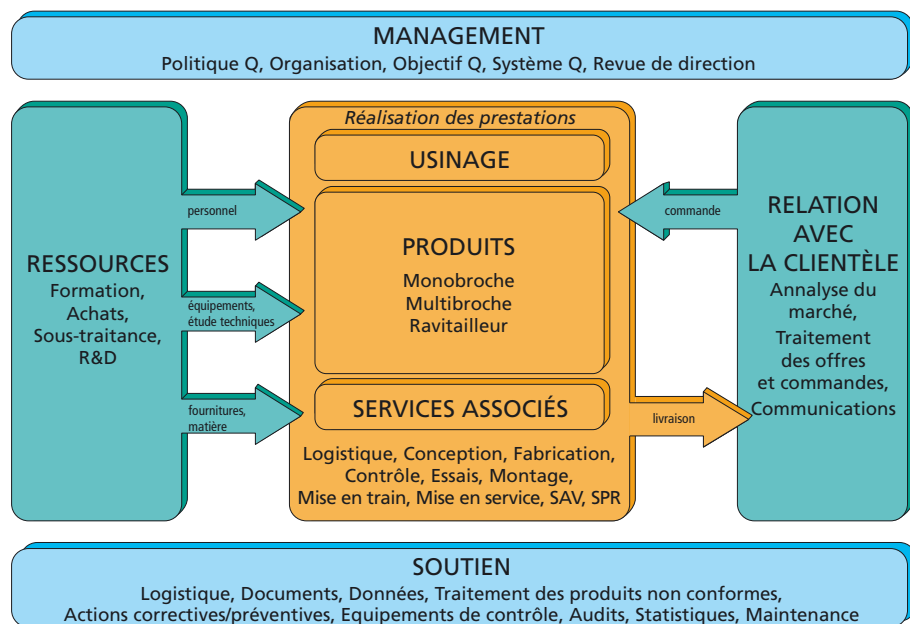 MANAGEMENT
Politique Q, Organisation, Objectif Q, Système Q, Revue de direction
RESSOURCES
Formation,
Achats,
Sous-traitance,
R&D
personnel
équipements,
étude techniques
fournitures,
matière
Réalisation des prestations
USINAGE
PRODUITS
Monobroche
Multibroche
Ravitailleur
SERVICES ASSOCIÉS
Logistique, Conception, Fabrication,
Contrôle, Essais, Montage,
Mise en train, Mise en service, SAV, SPR
commande
livraison
RELATION
AVEC
LA CLIENTÈLE
Annalyse du
marché,
Traitement
des offres
et commandes,
Communications
SOUTIEN
Logistique, Documents, Données, Traitement des produits non conformes,
Actions correctives/préventives, Equipements de contrôle, Audits, Statistiques, Maintenance